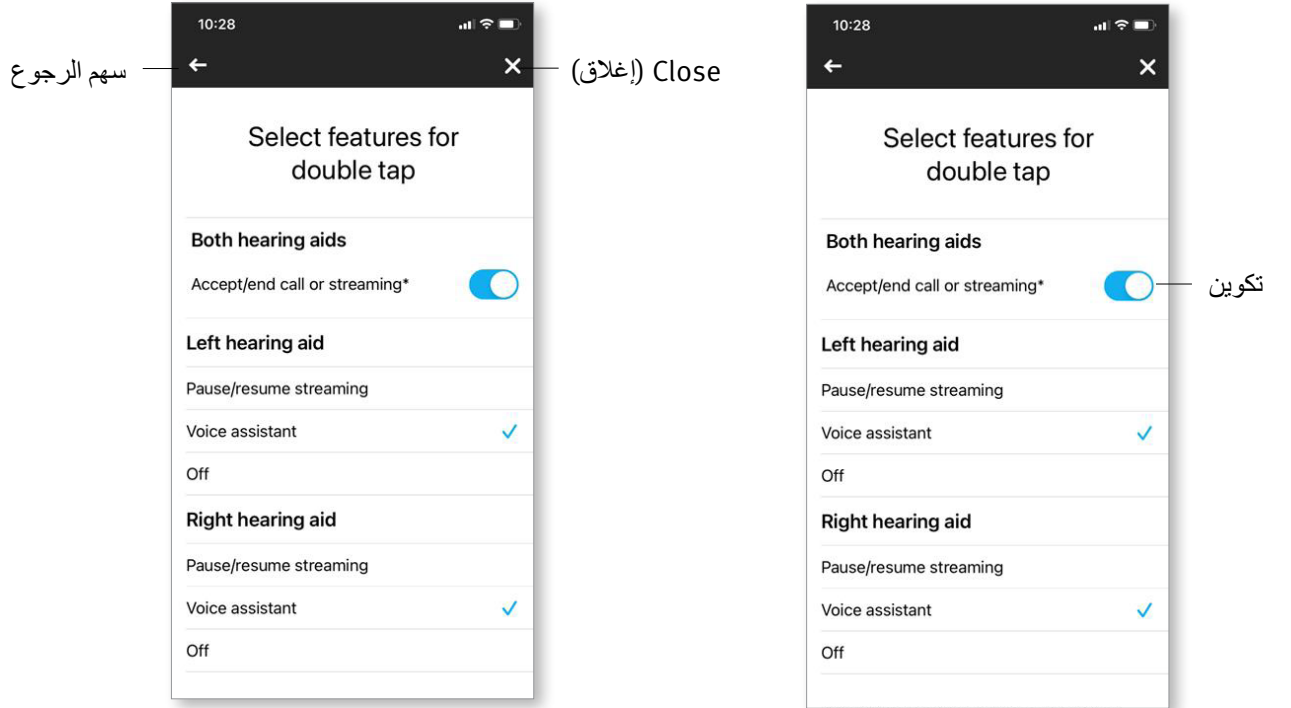 10:28
سهم الرجوع
Close (إغلاق)
Select features for
double tap
Both hearing aids
Accept/end call or streaming*
Left hearing aid
Pause/resume streaming
Voice assistant
Off
Right hearing aid
Pause/resume streaming
Voice assistant
Off
10:28
Select features for
double tap
Both hearing aids
Accept/end call or streaming*
تكوين
Left hearing aid
Pause/resume streaming
Voice assistant
Off
Right hearing aid
Pause/resume streaming
Voice assistant
Off